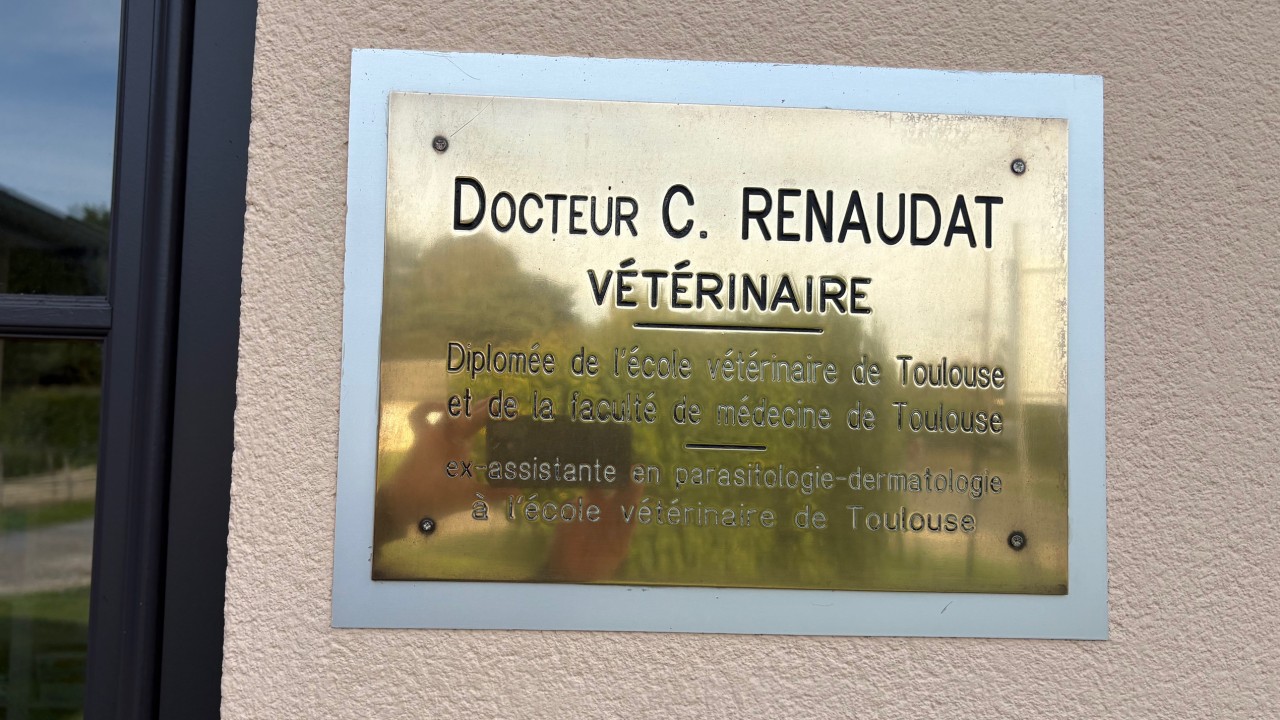 DOCTEUR C. RENAUDAT
VÉTÉRINAIRE
Diplomée de l'école vétérinaire de Toulouse
et de la faculté de médecine de Toulouse
ex-assistante en parasitologie-dermatologie
à l'école vétérinaire de Toulouse